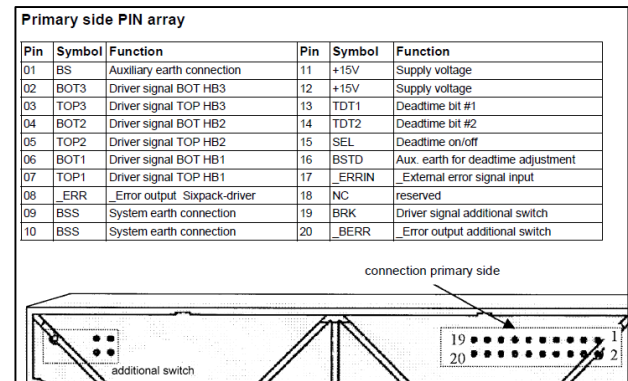 Primary side PIN array
Pin Symbol Function Pin Symbol Function
01 BS Auxiliary earth connection 11 +15V Supply voltage
02 BOT3 Driver signal BOT HB3 12 +15V Supply voltage
03 TOP3 Driver signal TOP HB3 13 TDT1 Deadtime bit #1
04 BOT2 Driver signal BOT HB2 14 TDT2 Deadtime bit #2
05 TOP2 Driver signal TOP HB2 15 SEL Deadtime on/off
06 BOT1 Driver signal BOT HB1 16 BSTD Aux. earth for deadtime adjustment
07 TOP1 Driver signal TOP HB1 17 _ERRIN _External error signal input
08 _ERR _Error output Sixpack-driver 18 NC reserved
09 BSS System earth connection 19 BRK Driver signal additional switch
10 BSS System earth connection 20 _BERR _Error output additional switch
connection primary side
19 1
20 2
additional switch